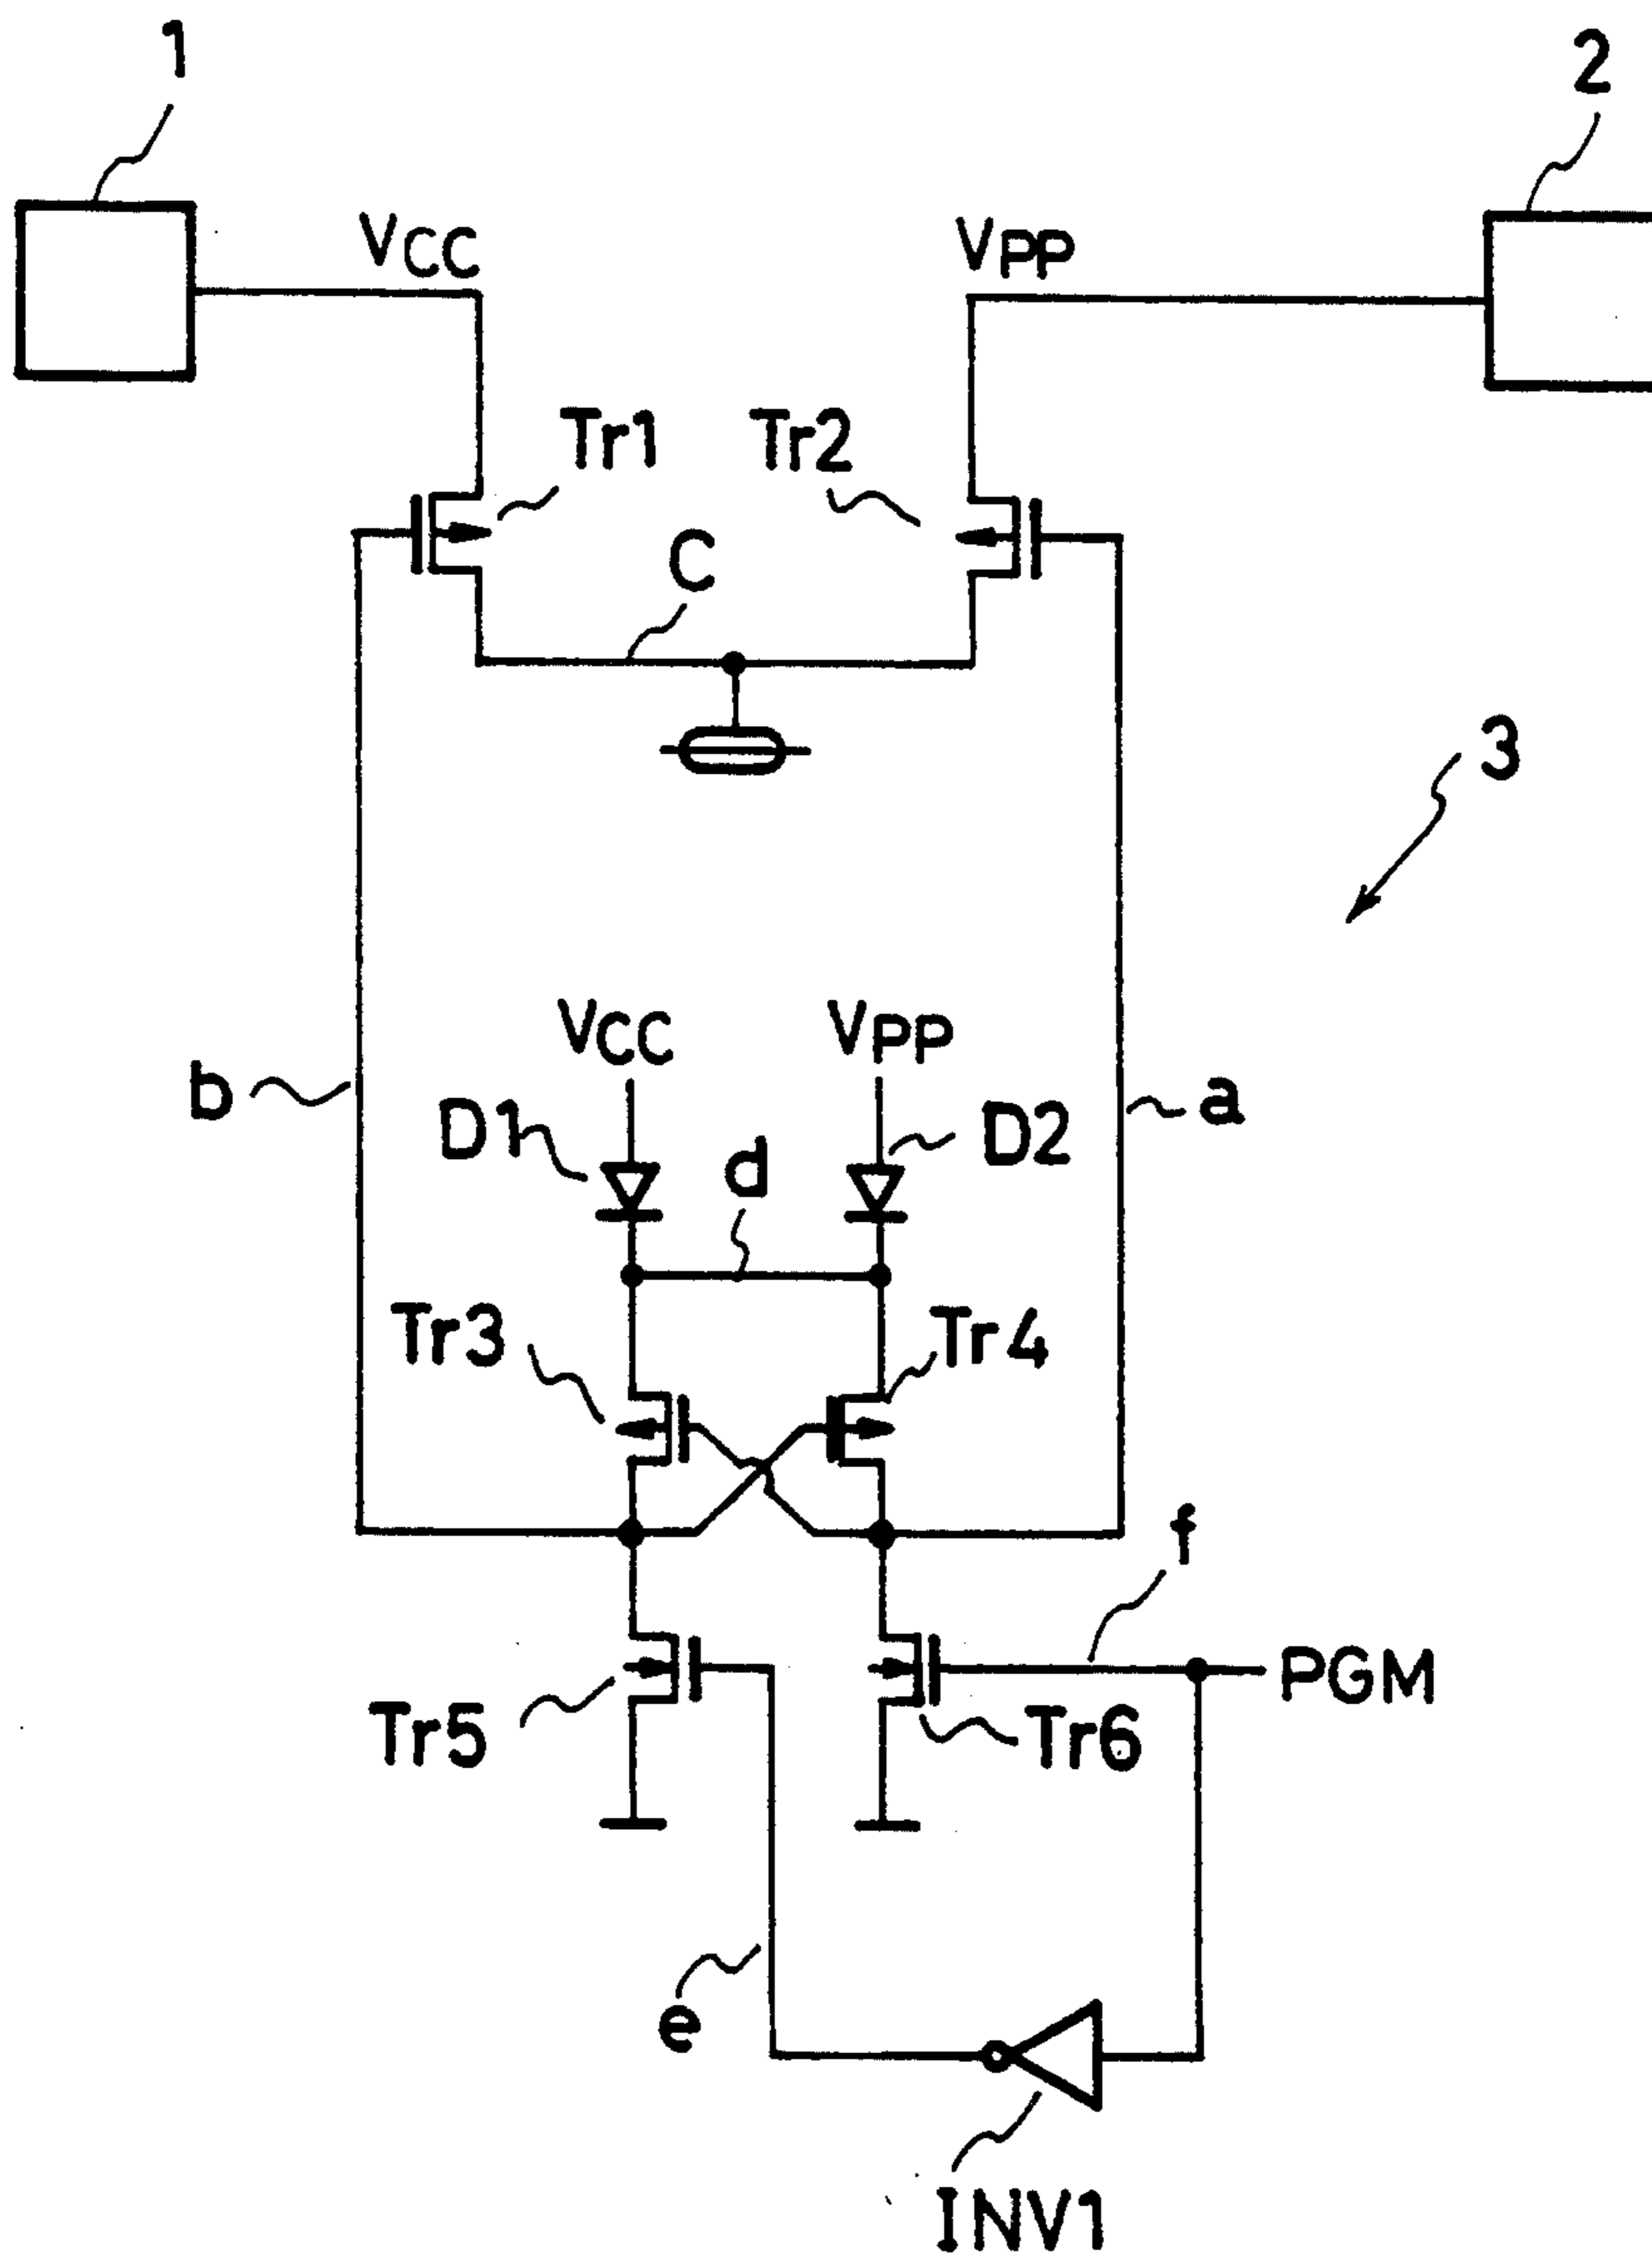 1
2
VCC
VPP
Tr1
Tr2
C
3
VCC
VPP
b
a
D1
D2
d
Tr3
Tr4
f
PGM
Tr5
Tr6
e
INV1